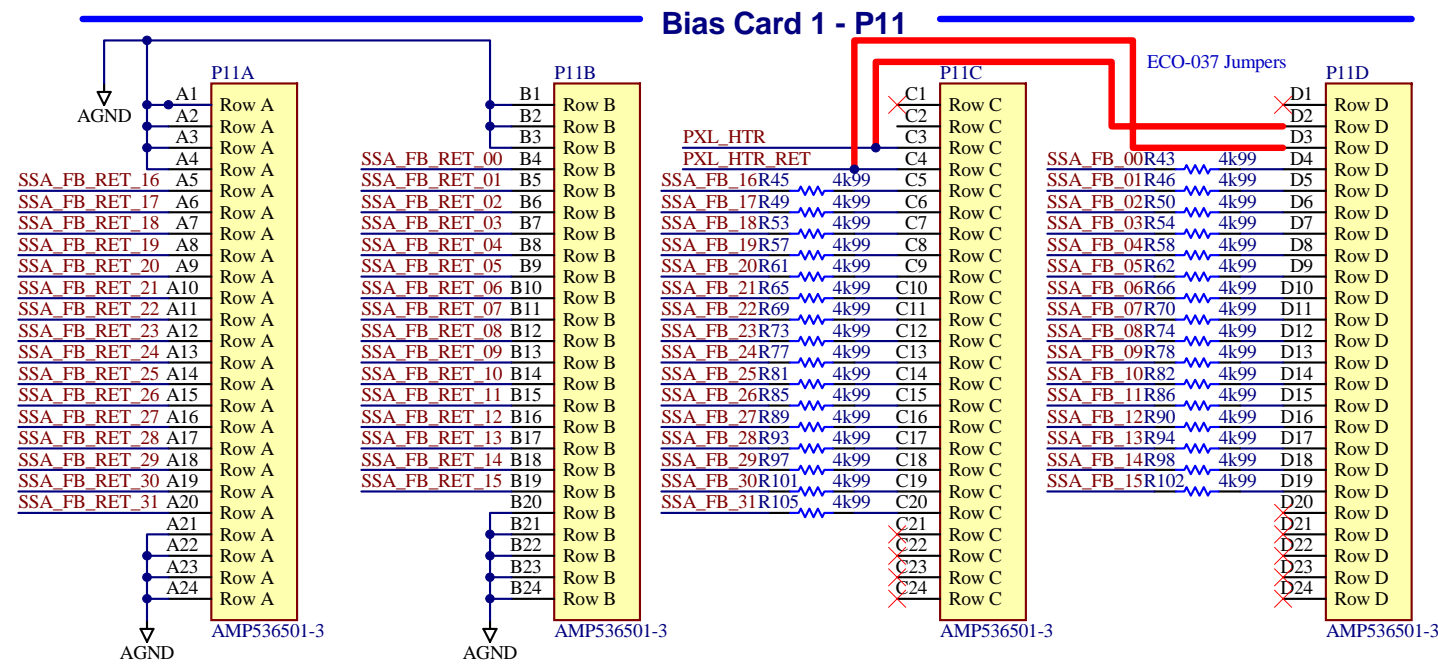 Bias Card 1 - P11
ECO-037 Jumpers
P11A
A1 Row A
A2 Row A
A3 Row A
A4 Row A
SSA_FB_RET_16 A5 Row A
SSA_FB_RET_17 A6 Row A
SSA_FB_RET_18 A7 Row A
SSA_FB_RET_19 A8 Row A
SSA_FB_RET_20 A9 Row A
SSA_FB_RET_21 A10 Row A
SSA_FB_RET_22 A11 Row A
SSA_FB_RET_23 A12 Row A
SSA_FB_RET_24 A13 Row A
SSA_FB_RET_25 A14 Row A
SSA_FB_RET_26 A15 Row A
SSA_FB_RET_27 A16 Row A
SSA_FB_RET_28 A17 Row A
SSA_FB_RET_29 A18 Row A
SSA_FB_RET_30 A19 Row A
SSA_FB_RET_31 A20 Row A
A21 Row A
A22 Row A
A23 Row A
A24 Row A
AMP536501-3
AGND
AGND
P11B
B1 Row B
B2 Row B
B3 Row B
SSA_FB_RET_00 B4 Row B
SSA_FB_RET_01 B5 Row B
SSA_FB_RET_02 B6 Row B
SSA_FB_RET_03 B7 Row B
SSA_FB_RET_04 B8 Row B
SSA_FB_RET_05 B9 Row B
SSA_FB_RET_06 B10 Row B
SSA_FB_RET_07 B11 Row B
SSA_FB_RET_08 B12 Row B
SSA_FB_RET_09 B13 Row B
SSA_FB_RET_10 B14 Row B
SSA_FB_RET_11 B15 Row B
SSA_FB_RET_12 B16 Row B
SSA_FB_RET_13 B17 Row B
SSA_FB_RET_14 B18 Row B
SSA_FB_RET_15 B19 Row B
B20 Row B
B21 Row B
B22 Row B
B23 Row B
B24 Row B
AMP536501-3
AGND
P11C
C1 Row C
C2 Row C
PXL_HTR C3 Row C
PXL_HTR_RET C4 Row C
SSA_FB_16 R45 4k99 C5 Row C
SSA_FB_17 R49 4k99 C6 Row C
SSA_FB_18 R53 4k99 C7 Row C
SSA_FB_19 R57 4k99 C8 Row C
SSA_FB_20 R61 4k99 C9 Row C
SSA_FB_21 R65 4k99 C10 Row C
SSA_FB_22 R69 4k99 C11 Row C
SSA_FB_23 R73 4k99 C12 Row C
SSA_FB_24 R77 4k99 C13 Row C
SSA_FB_25 R81 4k99 C14 Row C
SSA_FB_26 R85 4k99 C15 Row C
SSA_FB_27 R89 4k99 C16 Row C
SSA_FB_28 R93 4k99 C17 Row C
SSA_FB_29 R97 4k99 C18 Row C
SSA_FB_30 R101 4k99 C19 Row C
SSA_FB_31 R105 4k99 C20 Row C
C21 Row C
C22 Row C
C23 Row C
C24 Row C
AMP536501-3
P11D
D1 Row D
D2 Row D
D3 Row D
SSA_FB_00 R43 4k99 D4 Row D
SSA_FB_01 R46 4k99 D5 Row D
SSA_FB_02 R50 4k99 D6 Row D
SSA_FB_03 R54 4k99 D7 Row D
SSA_FB_04 R58 4k99 D8 Row D
SSA_FB_05 R62 4k99 D9 Row D
SSA_FB_06 R66 4k99 D10 Row D
SSA_FB_07 R70 4k99 D11 Row D
SSA_FB_08 R74 4k99 D12 Row D
SSA_FB_09 R78 4k99 D13 Row D
SSA_FB_10 R82 4k99 D14 Row D
SSA_FB_11 R86 4k99 D15 Row D
SSA_FB_12 R90 4k99 D16 Row D
SSA_FB_13 R94 4k99 D17 Row D
SSA_FB_14 R98 4k99 D18 Row D
SSA_FB_15 R102 4k99 D19 Row D
D20 Row D
D21 Row D
D22 Row D
D23 Row D
D24 Row D
AMP536501-3